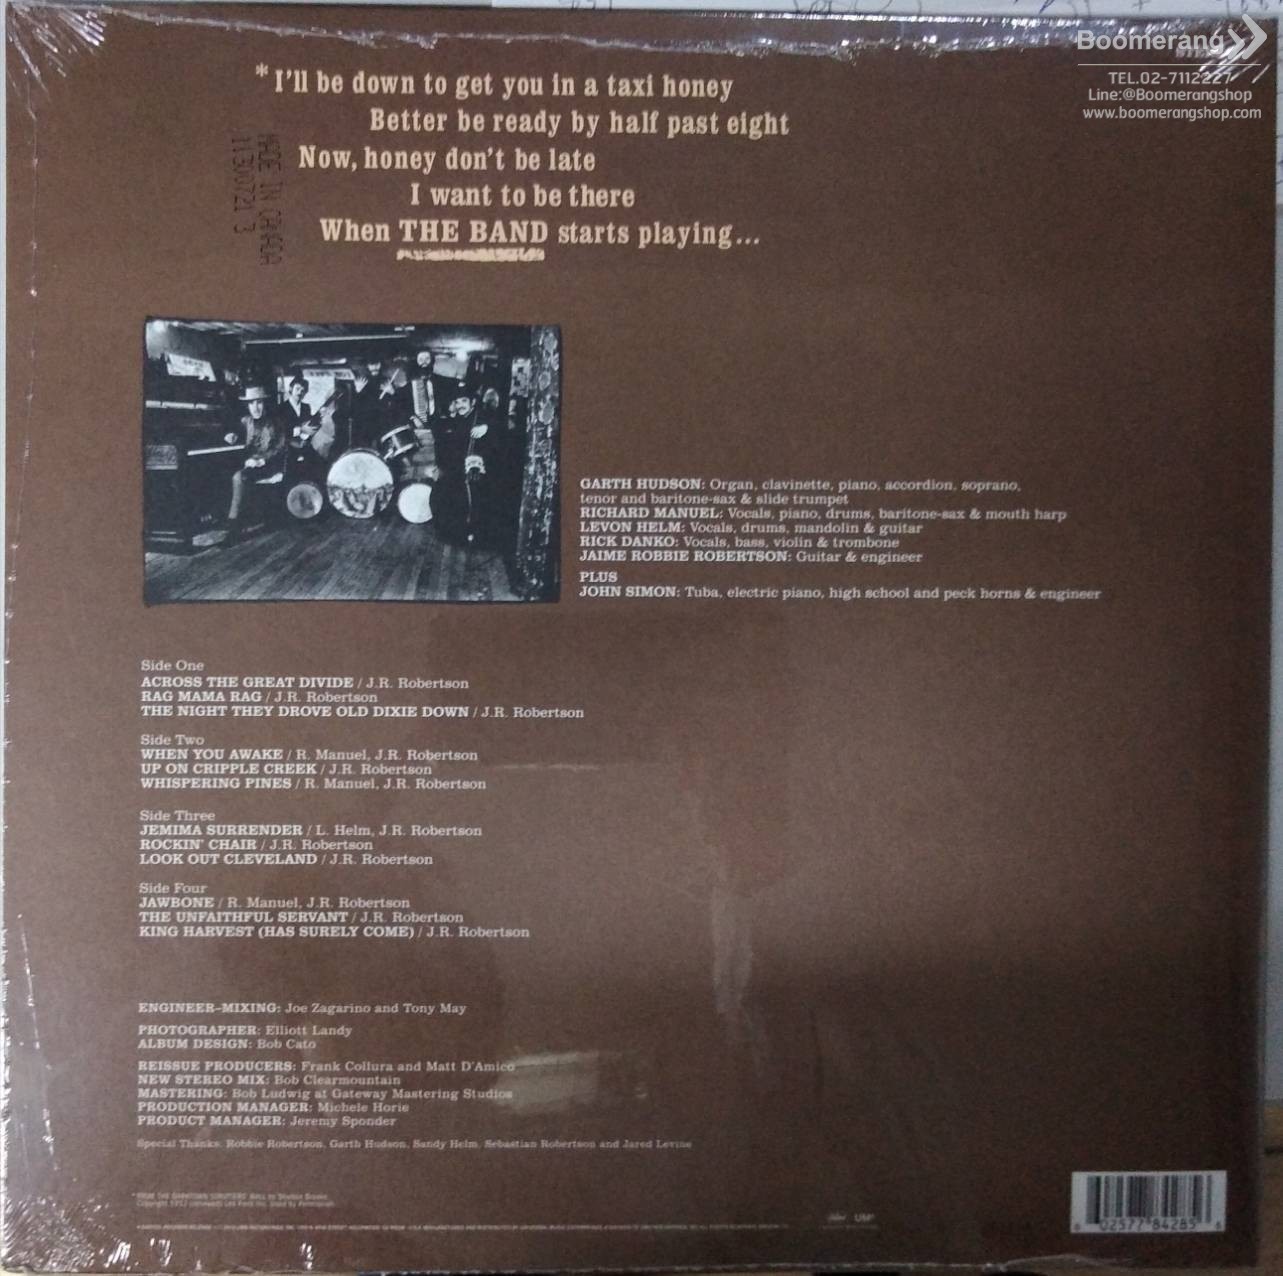 Boomerang
TEL.02-7112227
Line:@Boomerangshop
www.boomerangshop.com
*I'll be down to get you in a taxi honey
Better be ready by half past eight
Now, honey don't be late
I want to be there
When THE BAND starts playing...
MADE IN CANADA
GARTH HUDSON: Organ, clavinette, piano, accordion, soprano,
tenor and baritone-sax & slide trumpet
RICHARD MANUEL: Vocals, piano, drums, baritone-sax & mouth harp
LEVON HELM: Vocals, drums, mandolin & guitar
RICK DANKO: Vocals, bass, violin & trombone
JAIME ROBBIE ROBERTSON: Guitar & engineer
PLUS
JOHN SIMON: Tuba, electric piano, high school and peck horns & engineer
Side One
ACROSS THE GREAT DIVIDE / J.R. Robertson
RAG MAMA RAG / J.R. Robertson
THE NIGHT THEY DROVE OLD DIXIE DOWN / J.R. Robertson
Side Two
WHEN YOU AWAKE / R. Manuel, J.R. Robertson
UP ON CRIPPLE CREEK / J.R. Robertson
WHISPERING PINES / R. Manuel, J.R. Robertson
Side Three
JEMIMA SURRENDER / L. Helm, J.R. Robertson
ROCKIN' CHAIR / J.R. Robertson
LOOK OUT CLEVELAND / J.R. Robertson
Side Four
JAWBONE / R. Manuel, J.R. Robertson
THE UNFAITHFUL SERVANT / J.R. Robertson
KING HARVEST (HAS SURELY COME) / J.R. Robertson
ENGINEER–MIXING: Joe Zagarino and Tony May
PHOTOGRAPHER: Elliott Landy
ALBUM DESIGN: Bob Cato
REISSUE PRODUCERS: Frank Collura and Matt D'Amico
NEW STEREO MIX: Bob Clearmountain
MASTERING: Bob Ludwig at Gateway Mastering Studios
PRODUCTION MANAGER: Michele Horie
PRODUCT MANAGER: Jeremy Sponder
Special Thanks: Robbie Robertson, Garth Hudson, Sandy Helm, Sebastian Robertson and Jared Levine
02577 84285